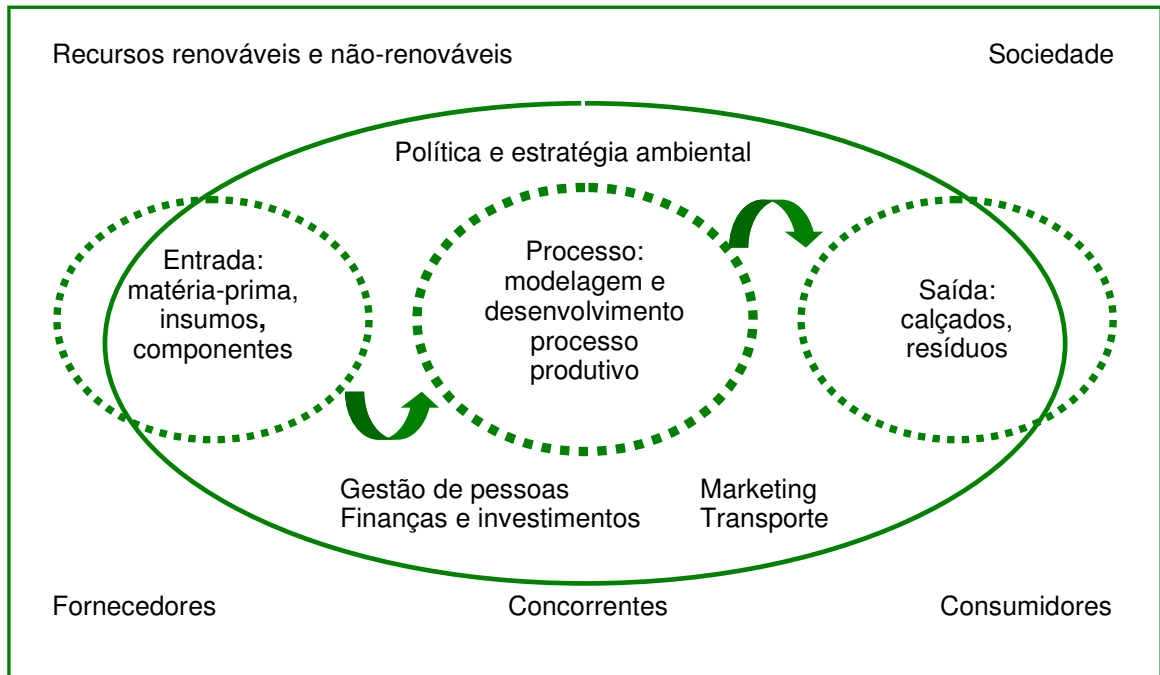 Recursos renováveis e não-renováveis
Sociedade
Política e estratégia ambiental
Entrada:
matéria-prima,
insumos,
componentes
Processo:
modelagem e
desenvolvimento
processo
produtivo
Saída:
calçados,
resíduos
Gestão de pessoas
Finanças e investimentos
Marketing
Transporte
Fornecedores
Concorrentes
Consumidores